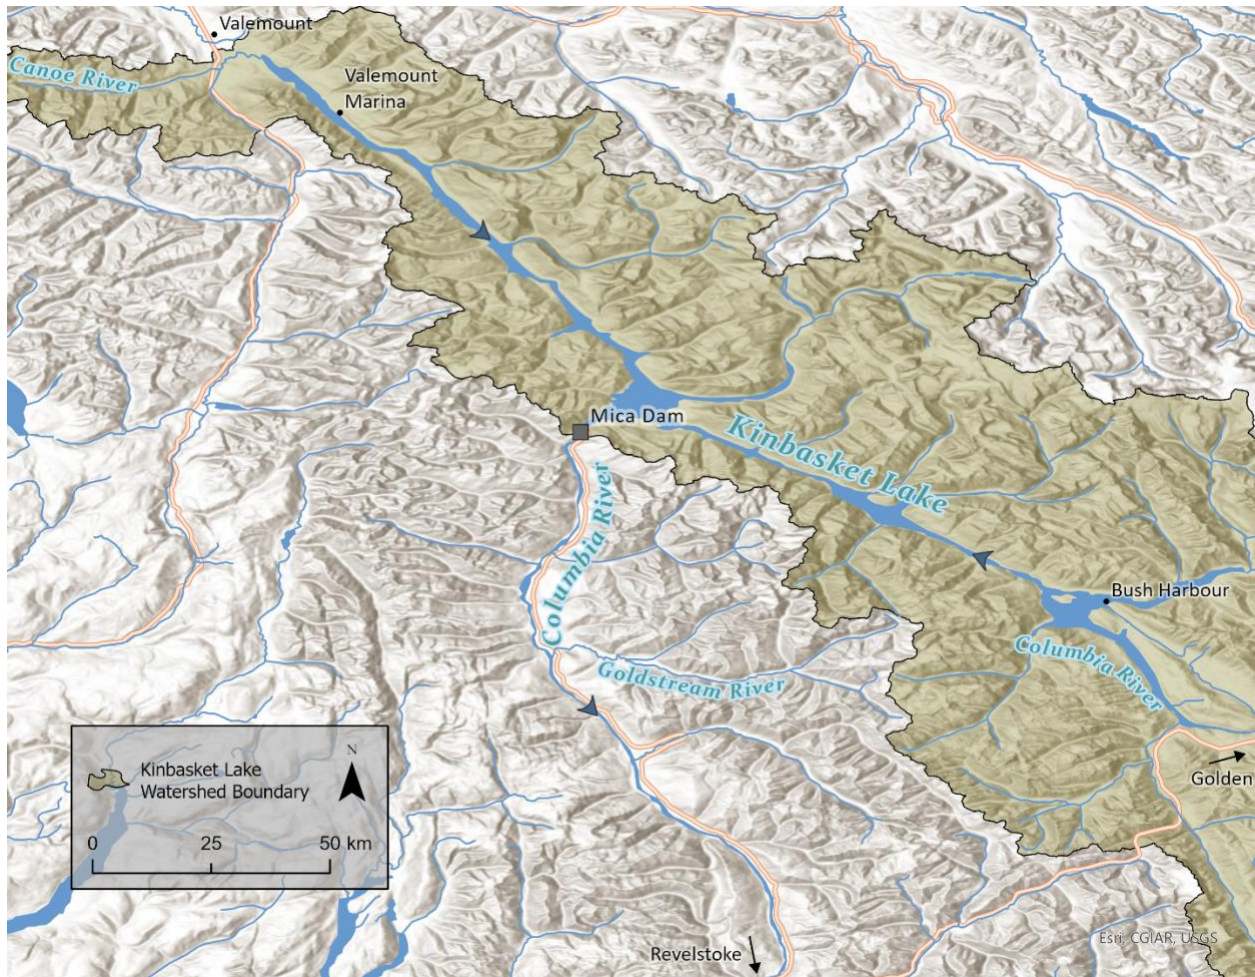 Valemount
Canoe River
Valemount
Marina
Mica Dam
Kinbasket Lake
Columbia River
Bush Harbour
Columbia River
Goldstream River
Golden
N
Kinbasket Lake
Watershed Boundary
0 25 50 km
Revelstoke
Esri, CGIAR, USGS